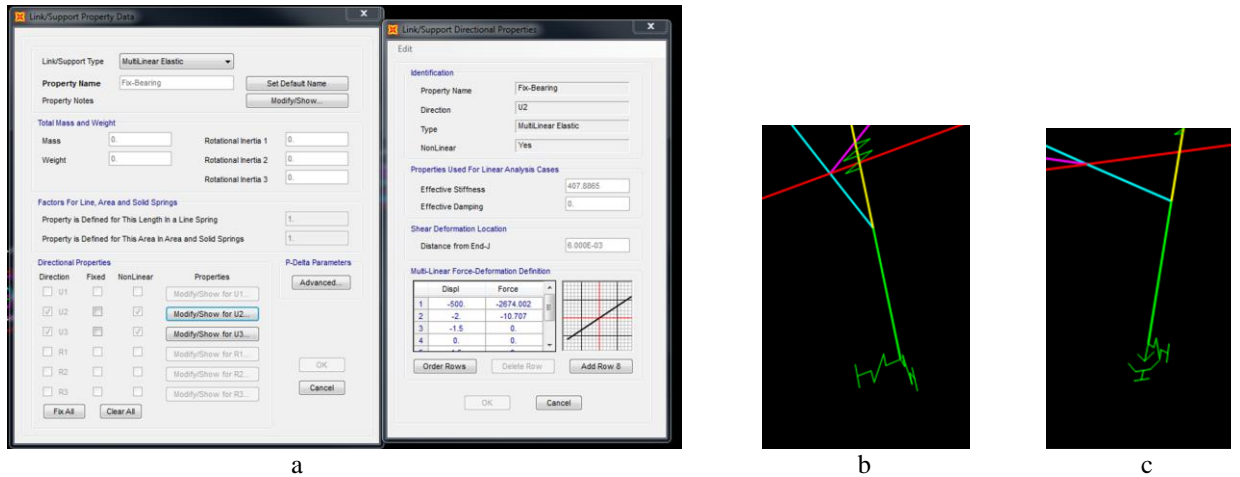 Link/Support Property Data
Link/Support Type MultiLinear Elastic
Property Name Fix-Bearing Set Default Name
Property Notes Modify/Show...
Total Mass and Weight
Mass 0. Rotational Inertia 1 0.
Weight 0. Rotational Inertia 2 0.
Rotational Inertia 3 0.
Factors For Line, Area and Solid Springs
Property is Defined for This Length In a Line Spring 1.
Property is Defined for This Area In Area and Solid Springs 1.
Directional Properties P-Delta Parameters
Direction Fixed NonLinear Properties Advanced...
U1 Modify/Show for U1...
U2 Modify/Show for U2...
U3 Modify/Show for U3...
R1 Modify/Show for R1...
R2 Modify/Show for R2... OK
R3 Modify/Show for R3... Cancel
Fix All Clear All
Link/Support Directional Properties
Edit
Identification
Property Name Fix-Bearing
Direction U2
Type MultiLinear Elastic
NonLinear Yes
Properties Used For Linear Analysis Cases
Effective Stiffness 407.8865
Effective Damping 0.
Shear Deformation Location
Distance from End-J 6.000E-03
Multi-Linear Force-Deformation Definition
Displ Force
1 -500. -2674.002
2 -2. -10.707
3 -1.5 0.
4 0. 0.
Order Rows Delete Row Add Row 8
OK Cancel
a
b
c